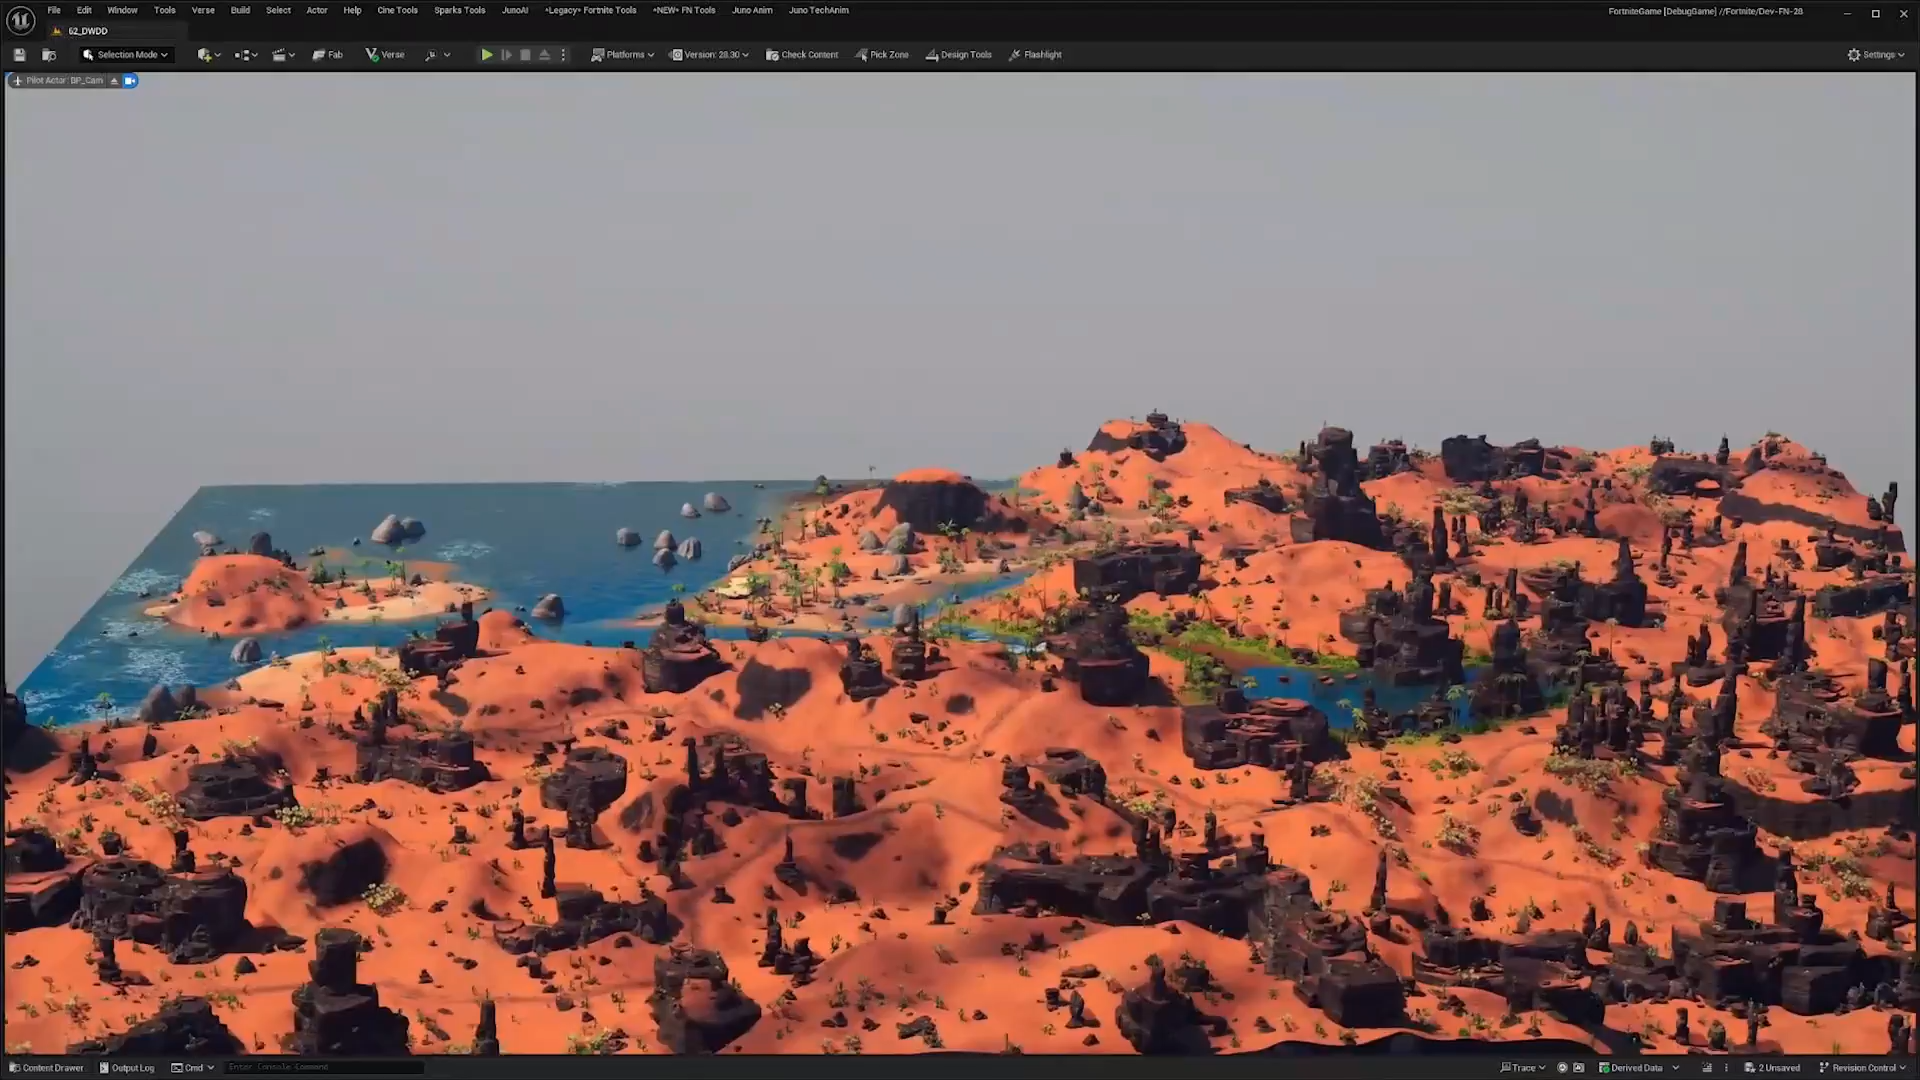 File Edit Window Tools Verse Build Select Actor Help Cine Tools Sparks Tools JunoAI *Legacy* Fortnite Tools *NEW* FN Tools Juno Anim Juno TechAnim FortniteGame [DebugGame] //Fortnite/Dev-FN-28
62_DWDD
Selection Mode Fab Verse Platforms Version: 28.30 Check Content Pick Zone Design Tools Flashlight Settings
Pilot Actor: BP_Cam
Content Drawer Output Log Cmd Enter Console Command Trace Derived Data 2 Unsaved Revision Control